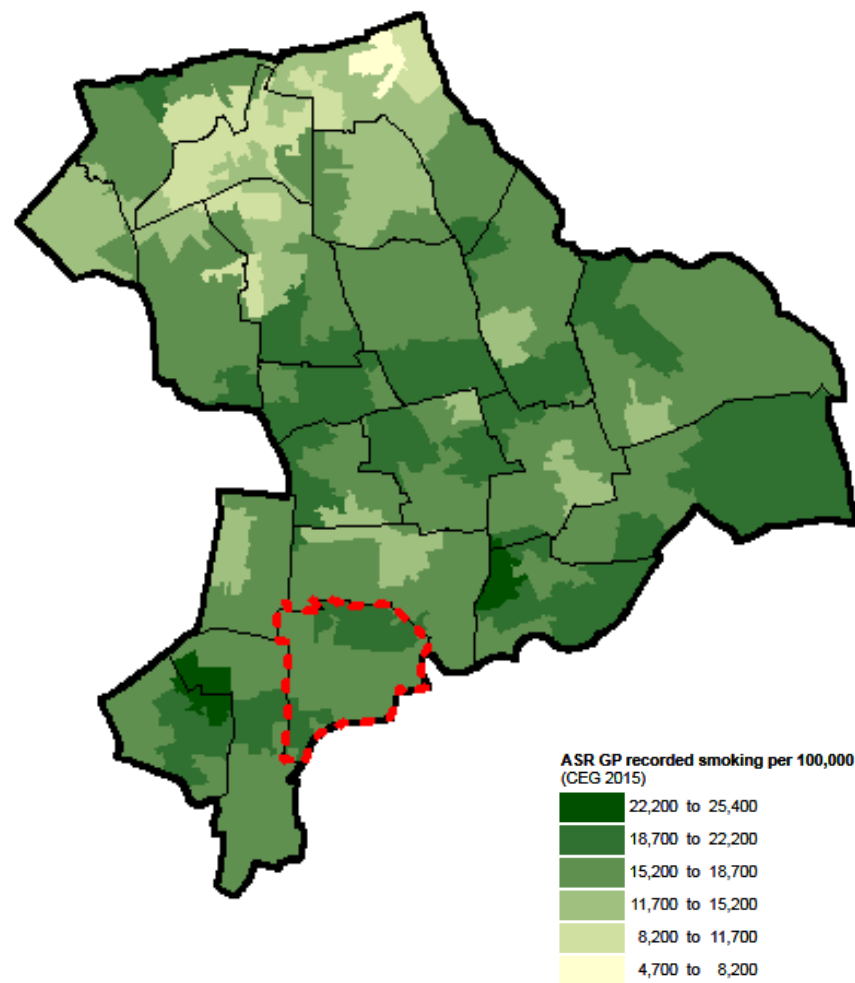 ASR GP recorded smoking per 100,000
(CEG 2015)
22,200 to 25,400
18,700 to 22,200
15,200 to 18,700
11,700 to 15,200
8,200 to 11,700
4,700 to 8,200